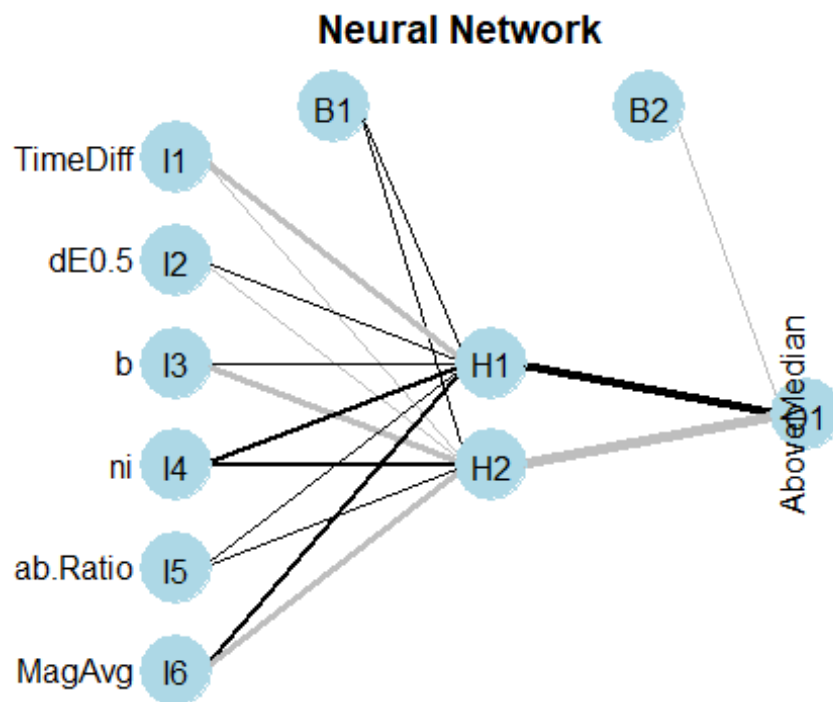 Neural Network
B1
B2
TimeDiff
I1
dE0.5
I2
b
I3
H1
AboveMedian
O1
ni
I4
H2
ab.Ratio
I5
MagAvg
I6